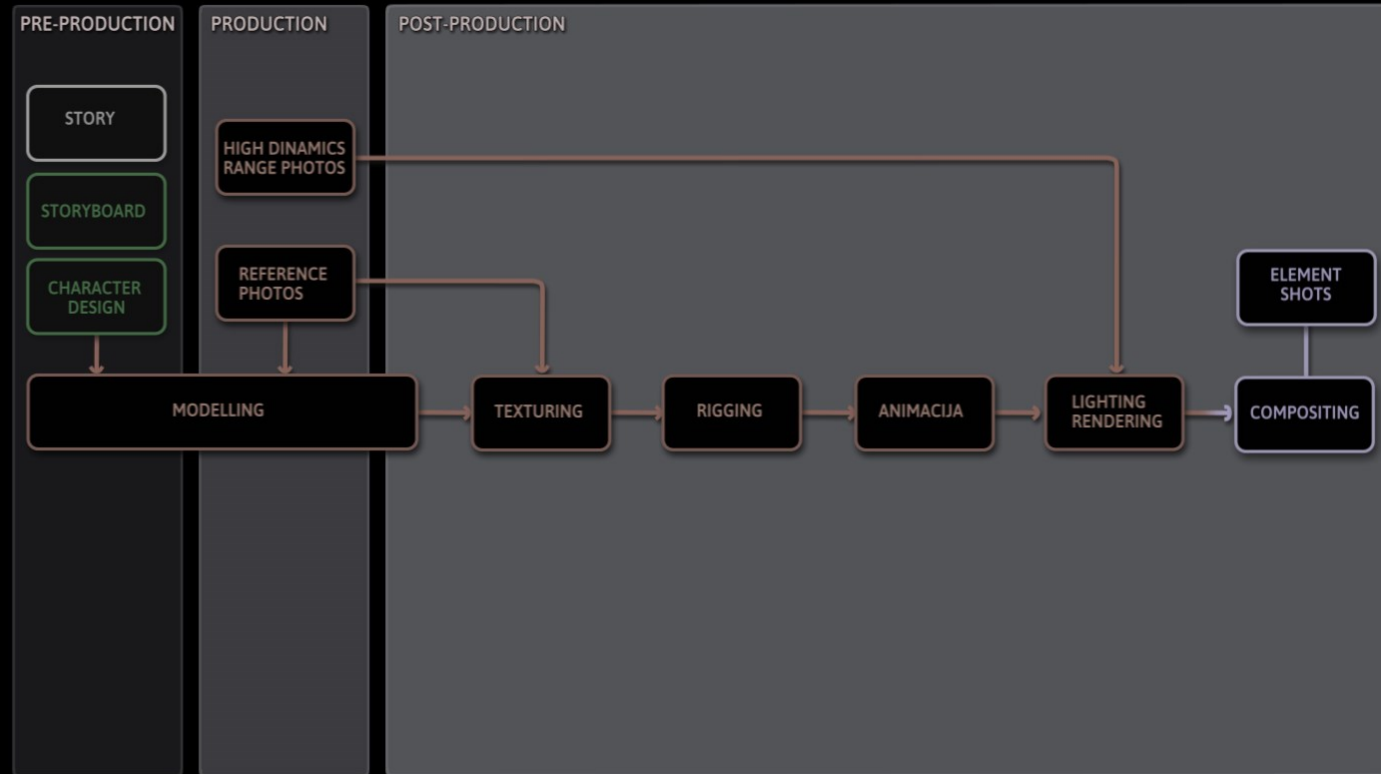 PRE-PRODUCTION
PRODUCTION
POST-PRODUCTION
STORY
HIGH DINAMICS
RANGE PHOTOS
STORYBOARD
REFERENCE
PHOTOS
ELEMENT
SHOTS
CHARACTER
DESIGN
MODELLING
TEXTURING
RIGGING
ANIMACIJA
LIGHTING
RENDERING
COMPOSITING